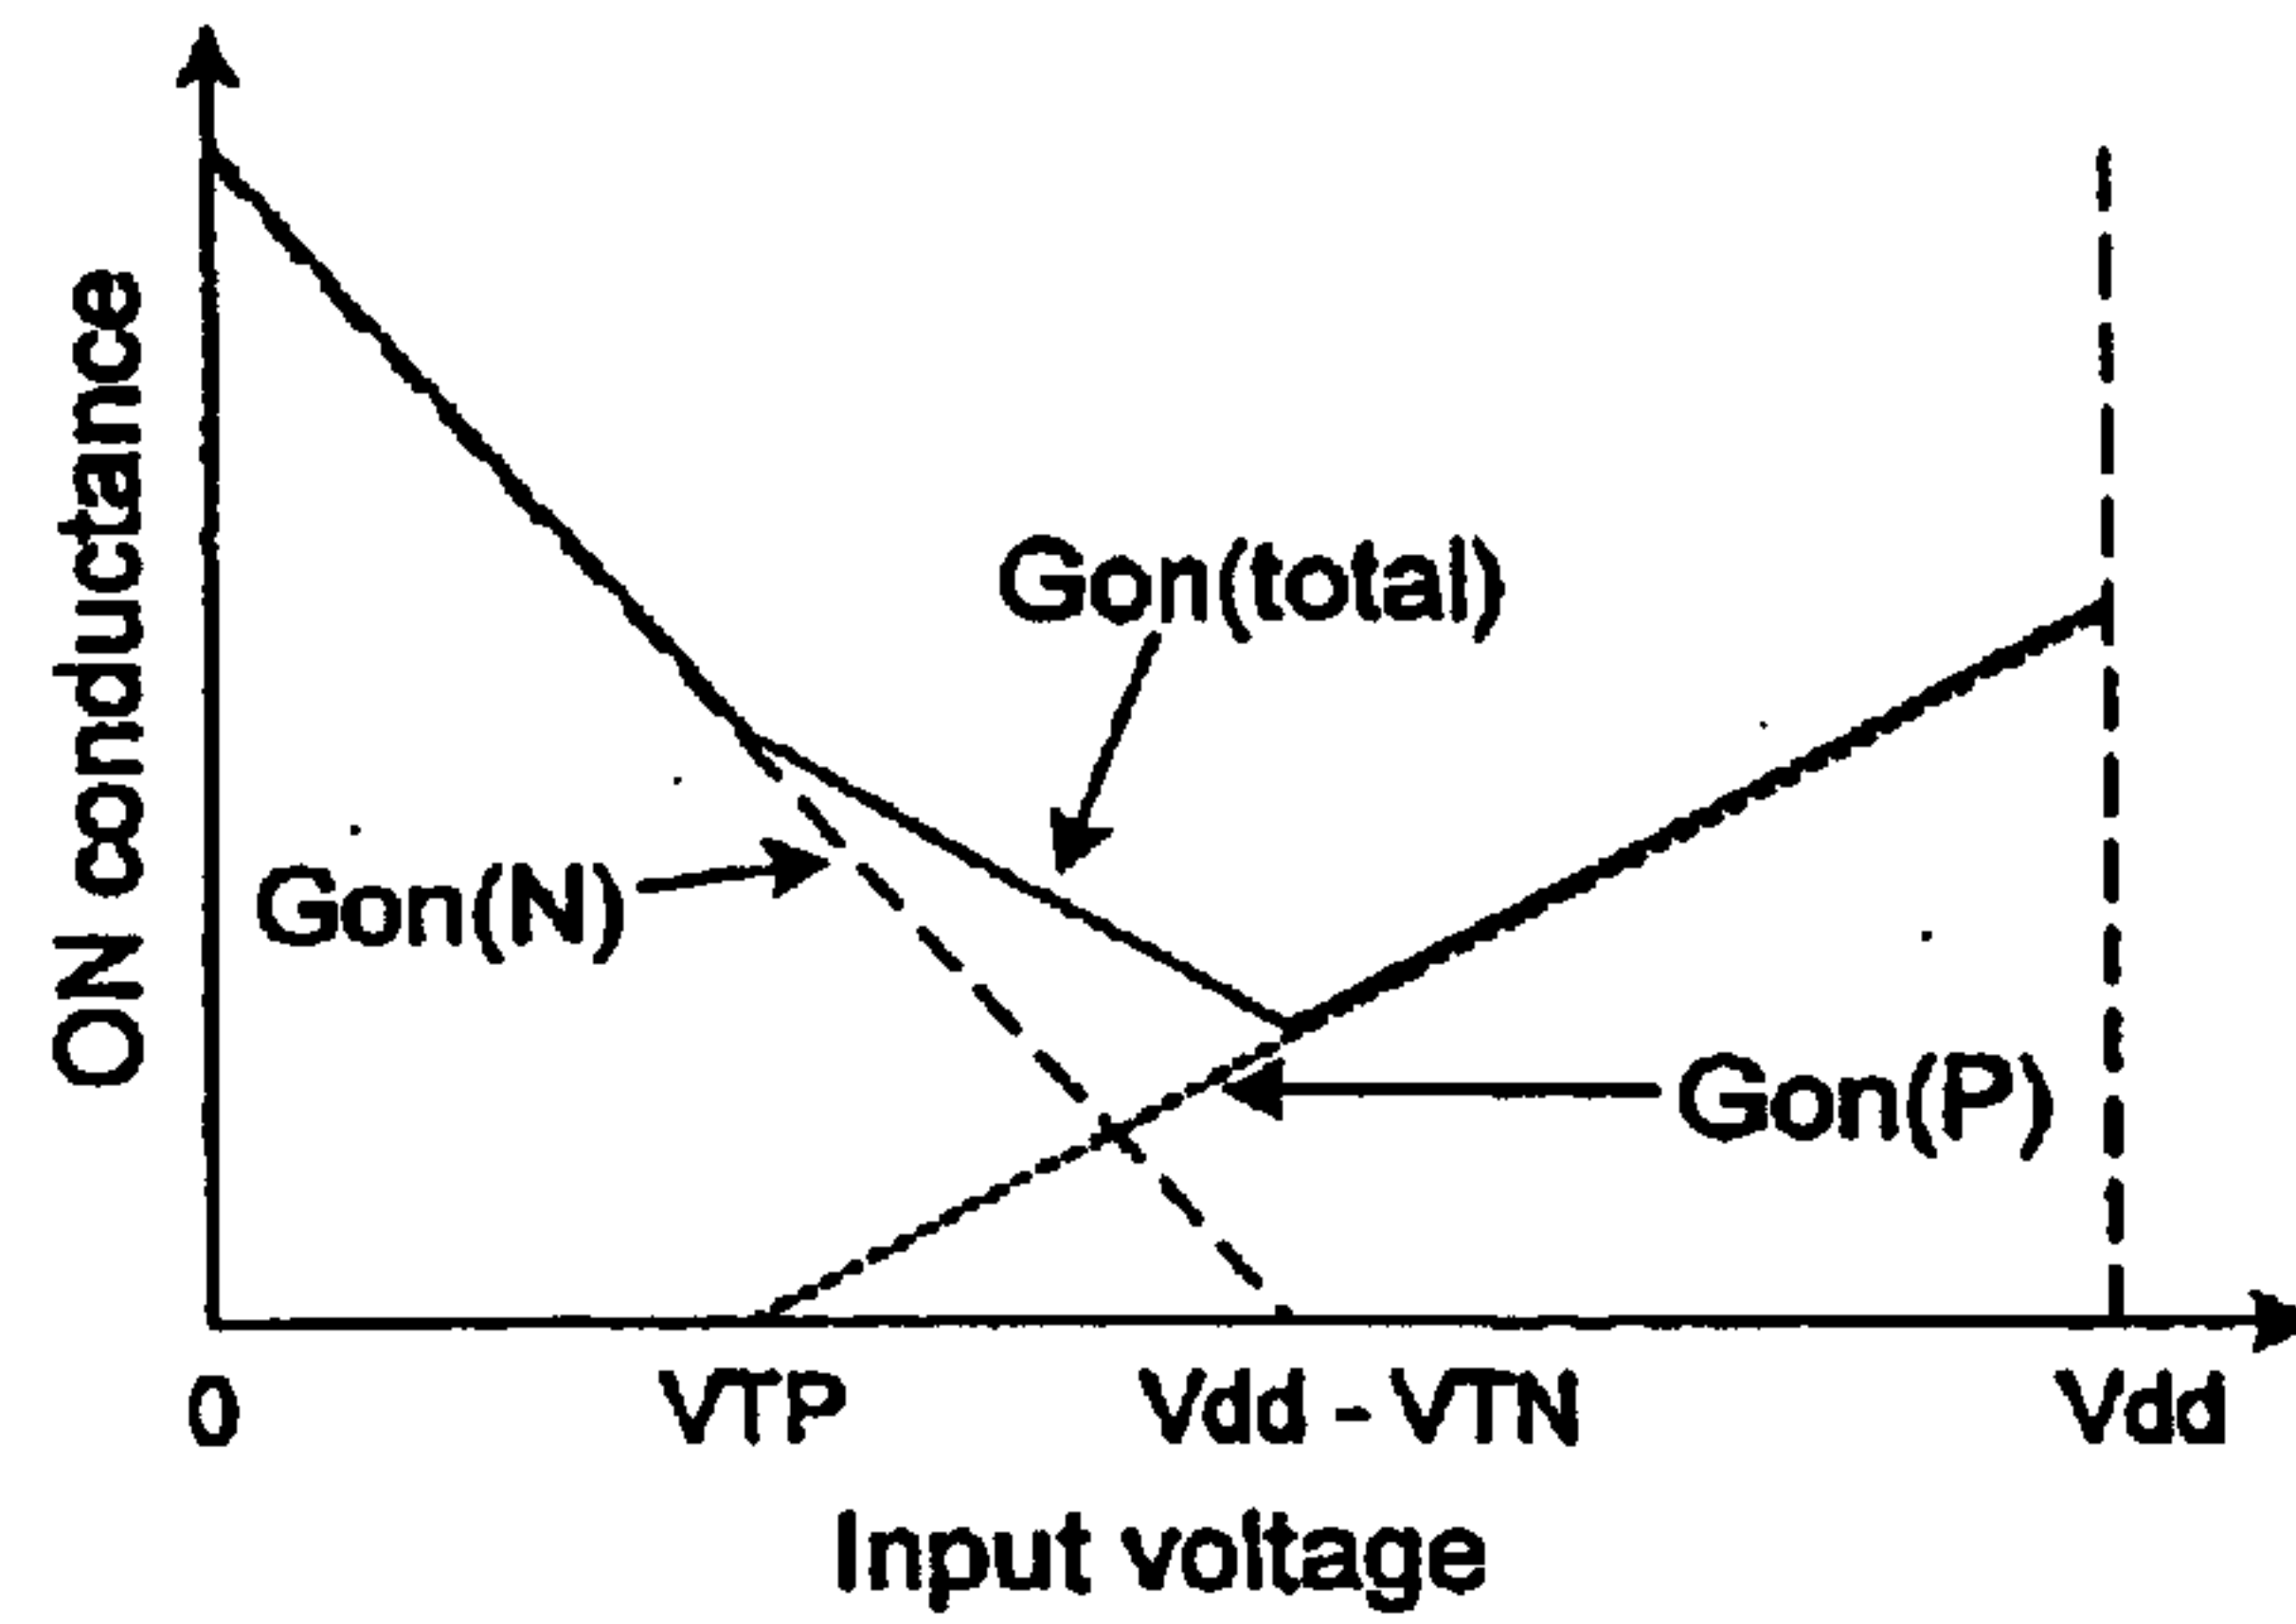 ON conductance
Gon(total)
Gon(N)
Gon(P)
0
VTP
Vdd - VTN
Vdd
Input voltage